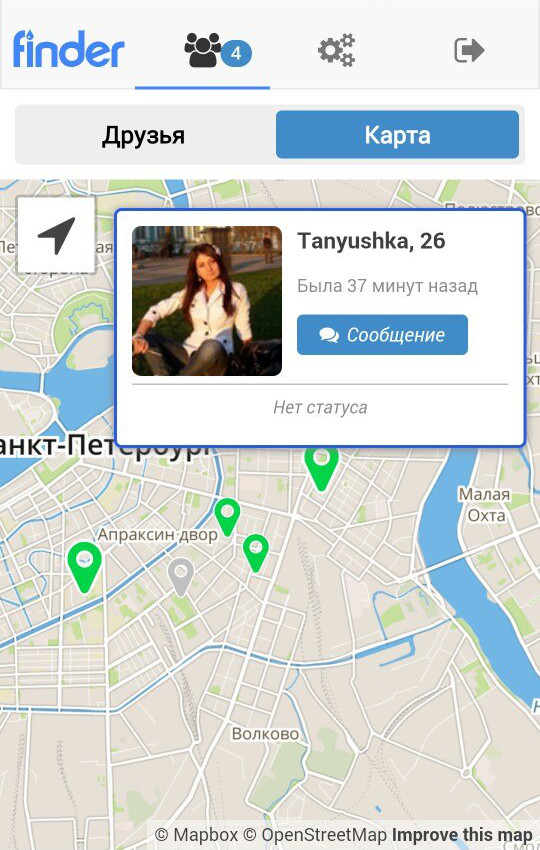 finder
4
Друзья
Карта
Tanyushka, 26
Была 37 минут назад
Сообщение
Нет статуса
анкт-Петербург
Малая
Охта
Апраксин двор
Волково
© Mapbox © OpenStreetMap Improve this map